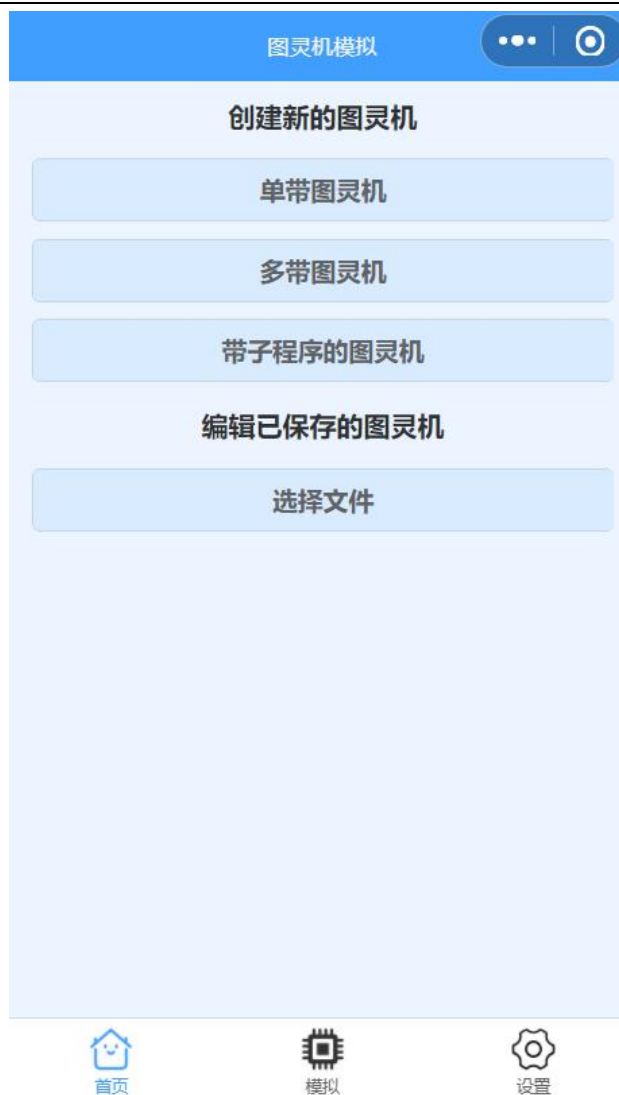 图灵机模拟
创建新的图灵机
单带图灵机
多带图灵机
带子程序的图灵机
编辑已保存的图灵机
选择文件
首页
模拟
设置